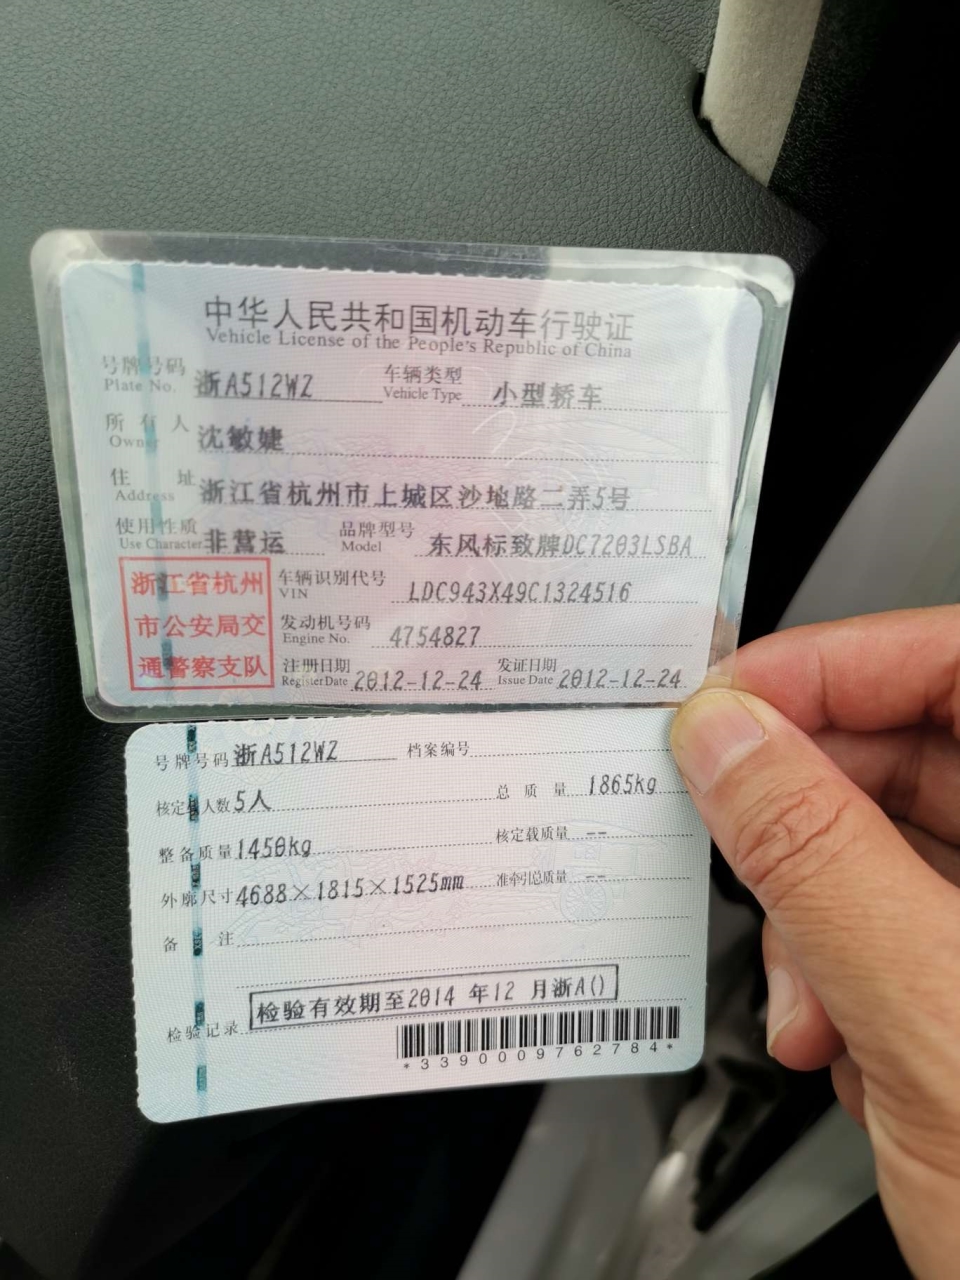 中华人民共和国机动车行驶证
Vehicle License of the People's Republic of China
号牌号码 浙A512WZ 车辆类型 小型轿车
Plate No. Vehicle Type
所有人 沈敏婕
Owner
住址 浙江省杭州市上城区沙地路二弄5号
Address
使用性质 非营运 品牌型号 东风标致牌DC7203LSBA
Use Character Model
浙江省杭州 车辆识别代号 LDC943X49C1324516
VIN
市公安局交 发动机号码 4754827
Engine No.
通警察支队 注册日期 2012-12-24 发证日期 2012-12-24
Register Date Issue Date
号牌号码 浙A512WZ 档案编号
核定载人数 5人 总质量 1865kg
整备质量 1450kg 核定载质量 --
外廓尺寸 4688×1815×1525mm 准牵引总质量 --
备注
检验记录 检验有效期至2014年12月浙A()
*3390009762784*